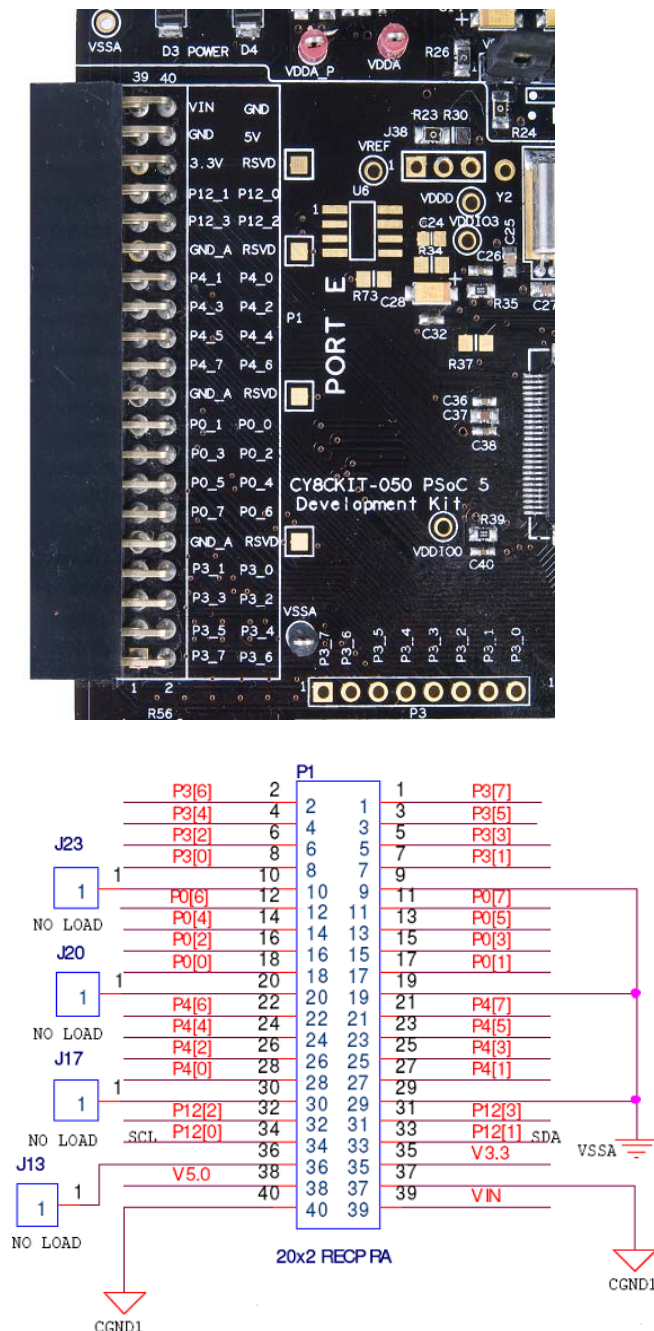 VSSA D3 POWER D4 VDDA_P VDDA R26
39 40
VIN GND
GND 5V
3.3V RSVD
P12_1 P12_0
P12_3 P12_2
GND_A RSVD
P4_1 P4_0
P4_3 P4_2
P4_5 P4_4
P4_7 P4_6
GND_A RSVD
P0_1 P0_0
P0_3 P0_2
P0_5 P0_4
P0_7 P0_6
GND_A RSVD
P3_1 P3_0
P3_3 P3_2
P3_5 P3_4
P3_7 P3_6
1 2
R56
P1
PORT E
J38 R23 R30 R24
VREF 1
U6
1
VDDD Y2
C24 VDDIO3
R34 C25
C26
R73 C28 R35 C27
C32
R37
C36
C37
C38
CY8CKIT-050 PSoC 5
Development Kit
R39
VDDIO0
C40
VSSA
P3_7 P3_6 P3_5 P3_4 P3_3 P3_2 P3_1 P3_0
1 1
P3
P1
P3[6] 2 2 1 1 P3[7]
P3[4] 4 4 3 3 P3[5]
P3[2] 6 6 5 5 P3[3]
P3[0] 8 8 7 7 P3[1]
J23 1 1 10 10 9 9
NO LOAD
P0[6] 12 12 11 11 P0[7]
P0[4] 14 14 13 13 P0[5]
P0[2] 16 16 15 15 P0[3]
P0[0] 18 18 17 17 P0[1]
J20 1 1 20 20 19 19
NO LOAD
P4[6] 22 22 21 21 P4[7]
P4[4] 24 24 23 23 P4[5]
P4[2] 26 26 25 25 P4[3]
P4[0] 28 28 27 27 P4[1]
J17 1 1 30 30 29 29
NO LOAD
P12[2] 32 32 31 31 P12[3]
SCL P12[0] 34 34 33 33 P12[1] SDA
VSSA
J13 1 1 36 36 35 35 V3.3
NO LOAD
V5.0 38 38 37 37
40 40 39 39 VIN
20x2 RECP RA
CGND1
CGND1